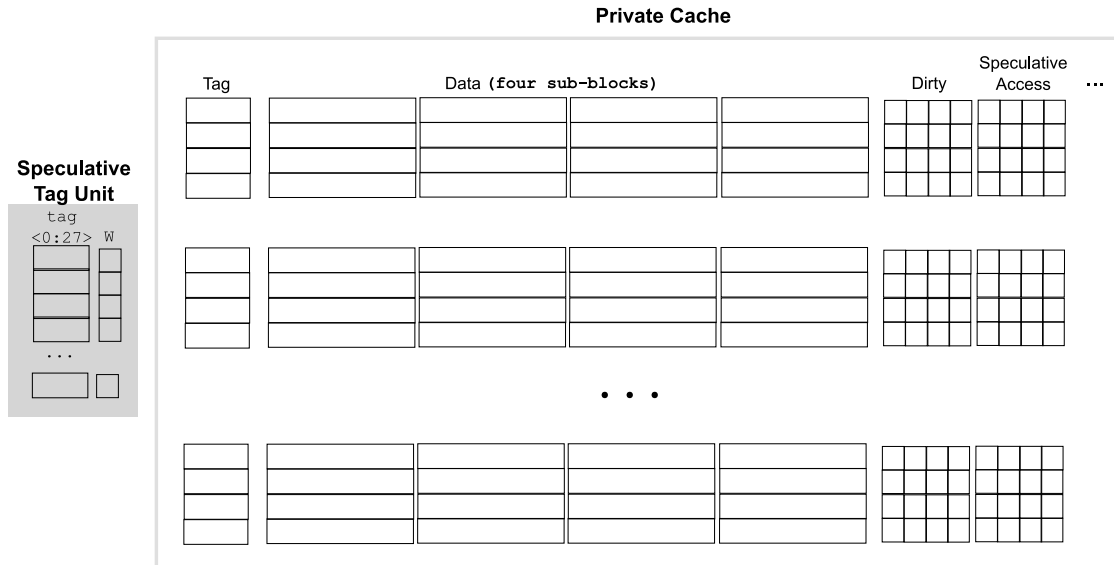 Private Cache
Tag
Data (four sub-blocks)
Dirty
Speculative
Access
...
Speculative
Tag Unit
tag
<0:27> W
...
. . .